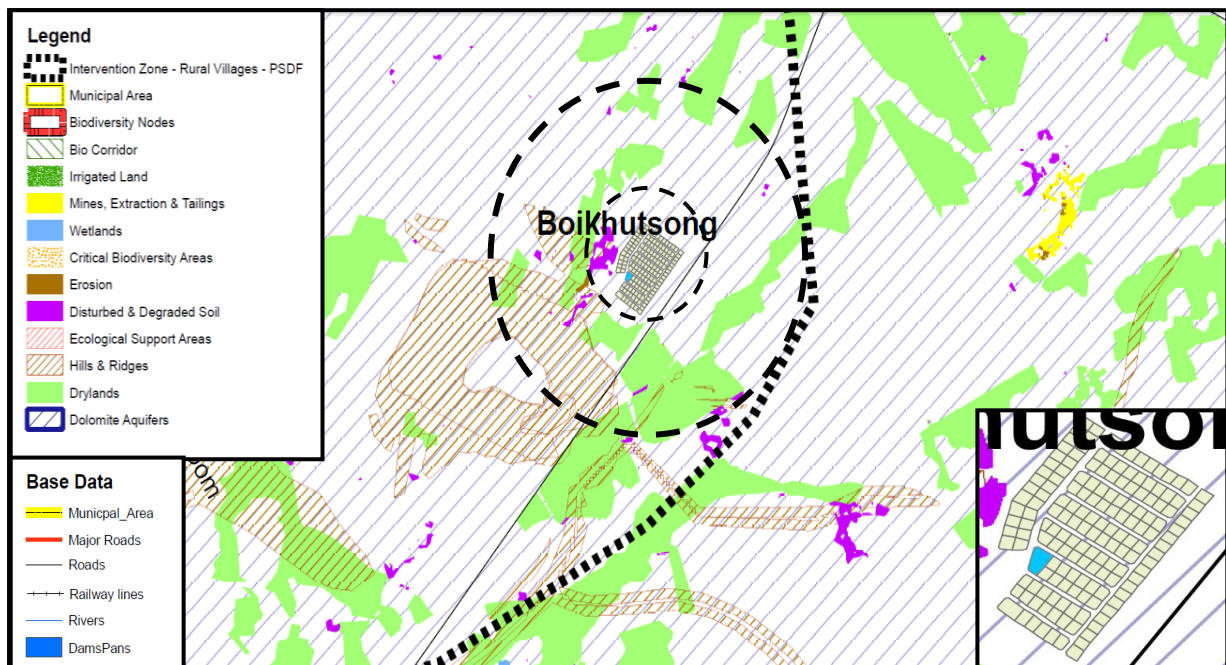 Legend
Intervention Zone - Rural Villages - PSDF
Municipal Area
Biodiversity Nodes
Bio Corridor
Irrigated Land
Mines, Extraction & Tailings
Wetlands
Critical Biodiversity Areas
Erosion
Disturbed & Degraded Soil
Ecological Support Areas
Hills & Ridges
Drylands
Dolomite Aquifers
Base Data
Municpal_Area
Major Roads
Roads
Railway lines
Rivers
DamsPans
Boikhutsong
om
hutson